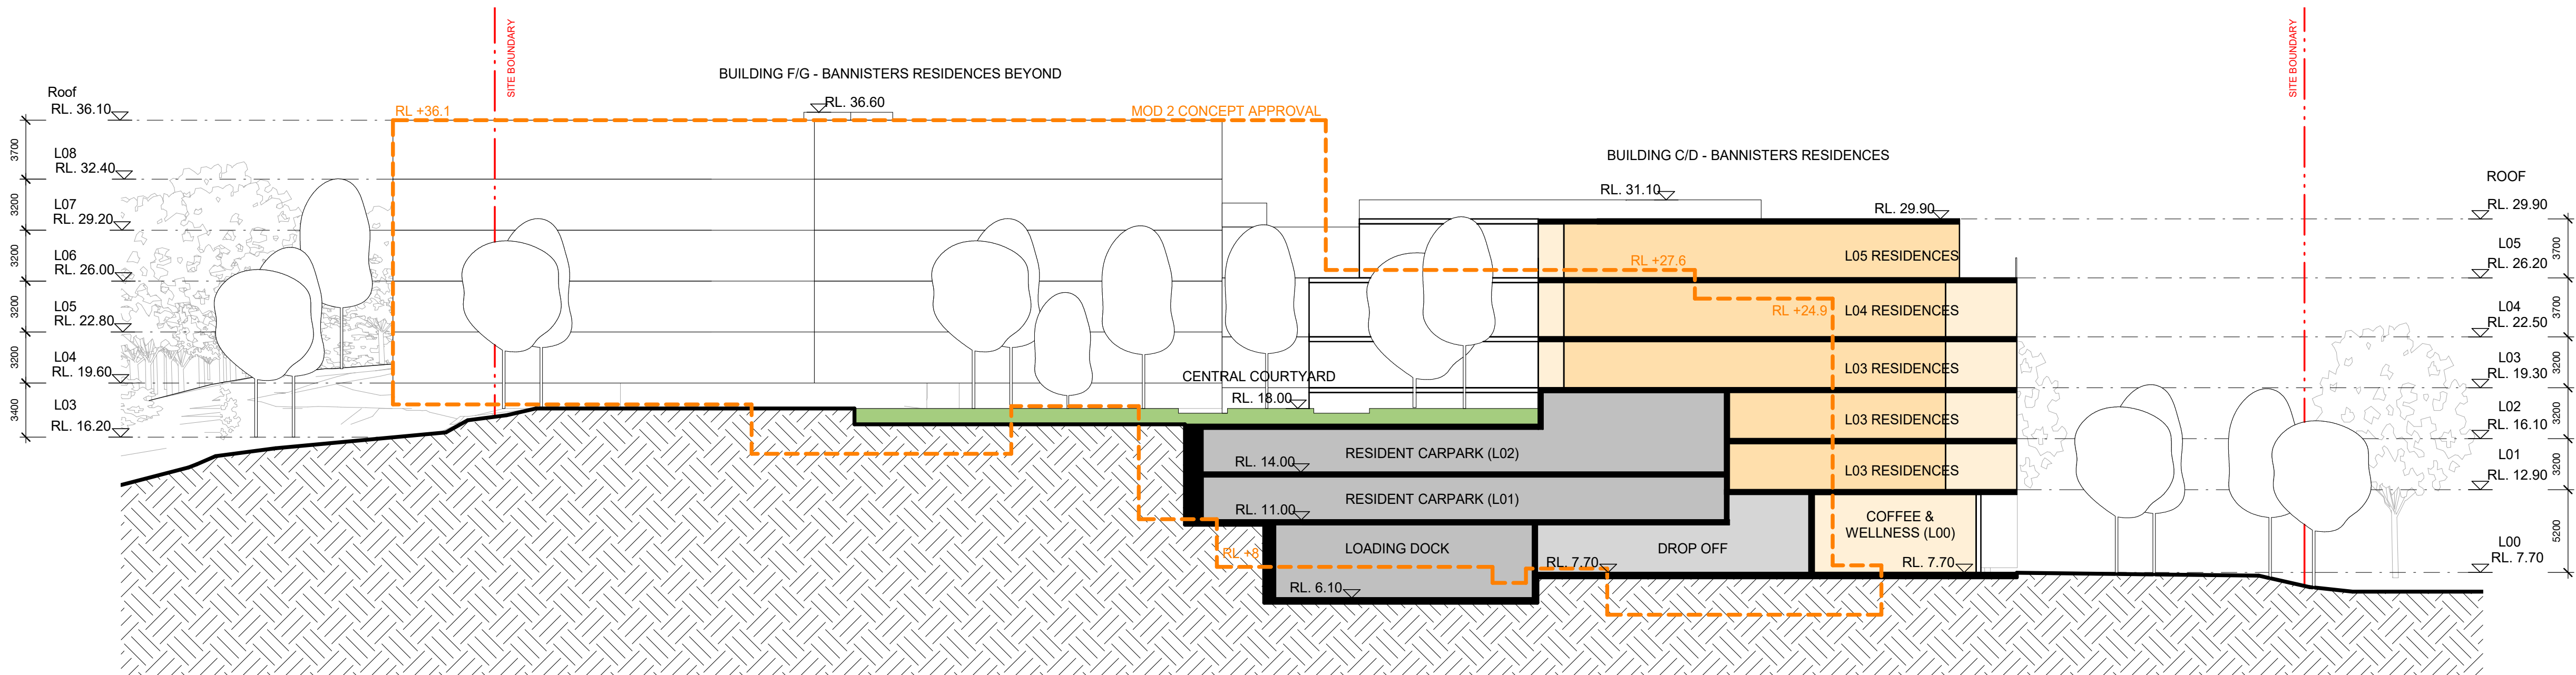 SITE BOUNDARY
SITE BOUNDARY
BUILDING F/G - BANNISTERS RESIDENCES BEYOND
Roof
RL. 36.10
RL +36.1
RL. 36.60
MOD 2 CONCEPT APPROVAL
3700
L08
RL. 32.40
BUILDING C/D - BANNISTERS RESIDENCES
RL. 31.10
RL. 29.90
ROOF
RL. 29.90
3200
L07
RL. 29.20
3200
L06
RL. 26.00
RL +27.6
L05 RESIDENCES
L05
RL. 26.20
3700
3200
L05
RL. 22.80
RL +24.9
L04 RESIDENCES
L04
RL. 22.50
3700
3200
L04
RL. 19.60
CENTRAL COURTYARD
RL. 18.00
L03 RESIDENCES
L03
RL. 19.30
3200
3400
L03
RL. 16.20
L03 RESIDENCES
L02
RL. 16.10
3200
RESIDENT CARPARK (L02)
RL. 14.00
L03 RESIDENCES
L01
RL. 12.90
3200
RESIDENT CARPARK (L01)
RL. 11.00
COFFEE &
WELLNESS (L00)
5200
RL +8
LOADING DOCK
DROP OFF
RL. 7.70
RL. 7.70
L00
RL. 7.70
RL. 6.10